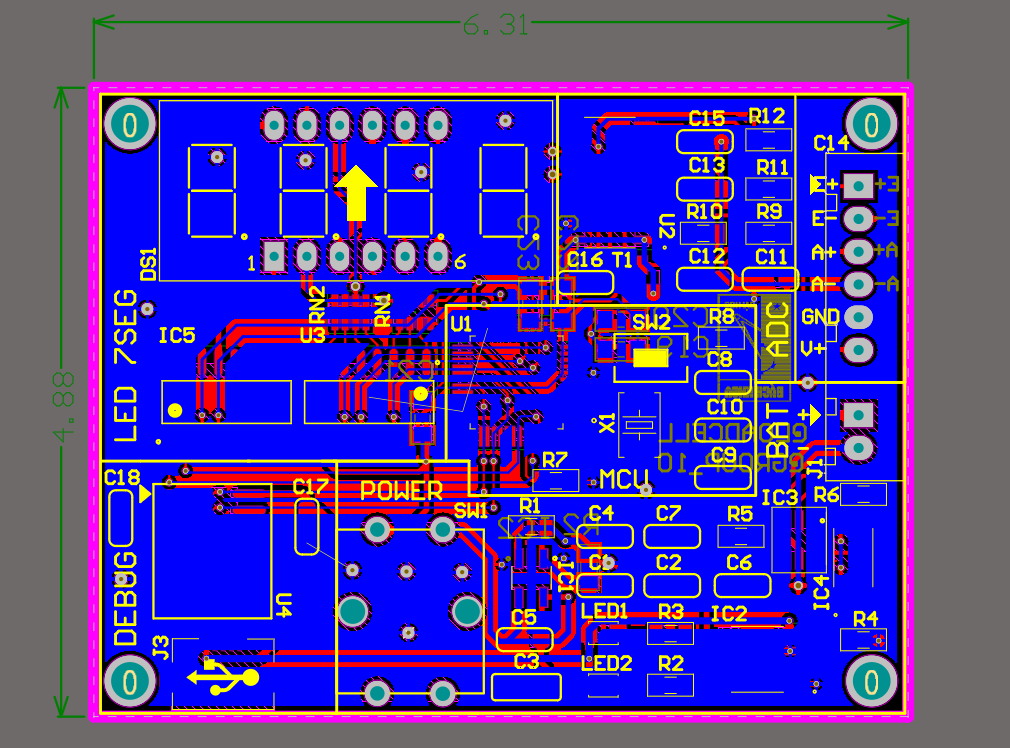 6.31
4.88
0
0
C15
R12
C14
C13
R11
E+
E-
R10
R9
U2
A+
DS1
1
6
C16
T1
C12
C11
A-
RN2
RN1
IC5
U3
U1
SW2
R8
ADC
GND
V+
LED 7SEG
C8
X1
C10
BAT
+
-
C9
J1
R7
MCU
C18
C17
POWER
SW1
IC3
R6
R1
C4
C7
R5
DEBUG
U4
IC1
C1
C2
C6
IC4
C5
LED1
R3
IC2
R4
J3
C3
LED2
R2
0
0